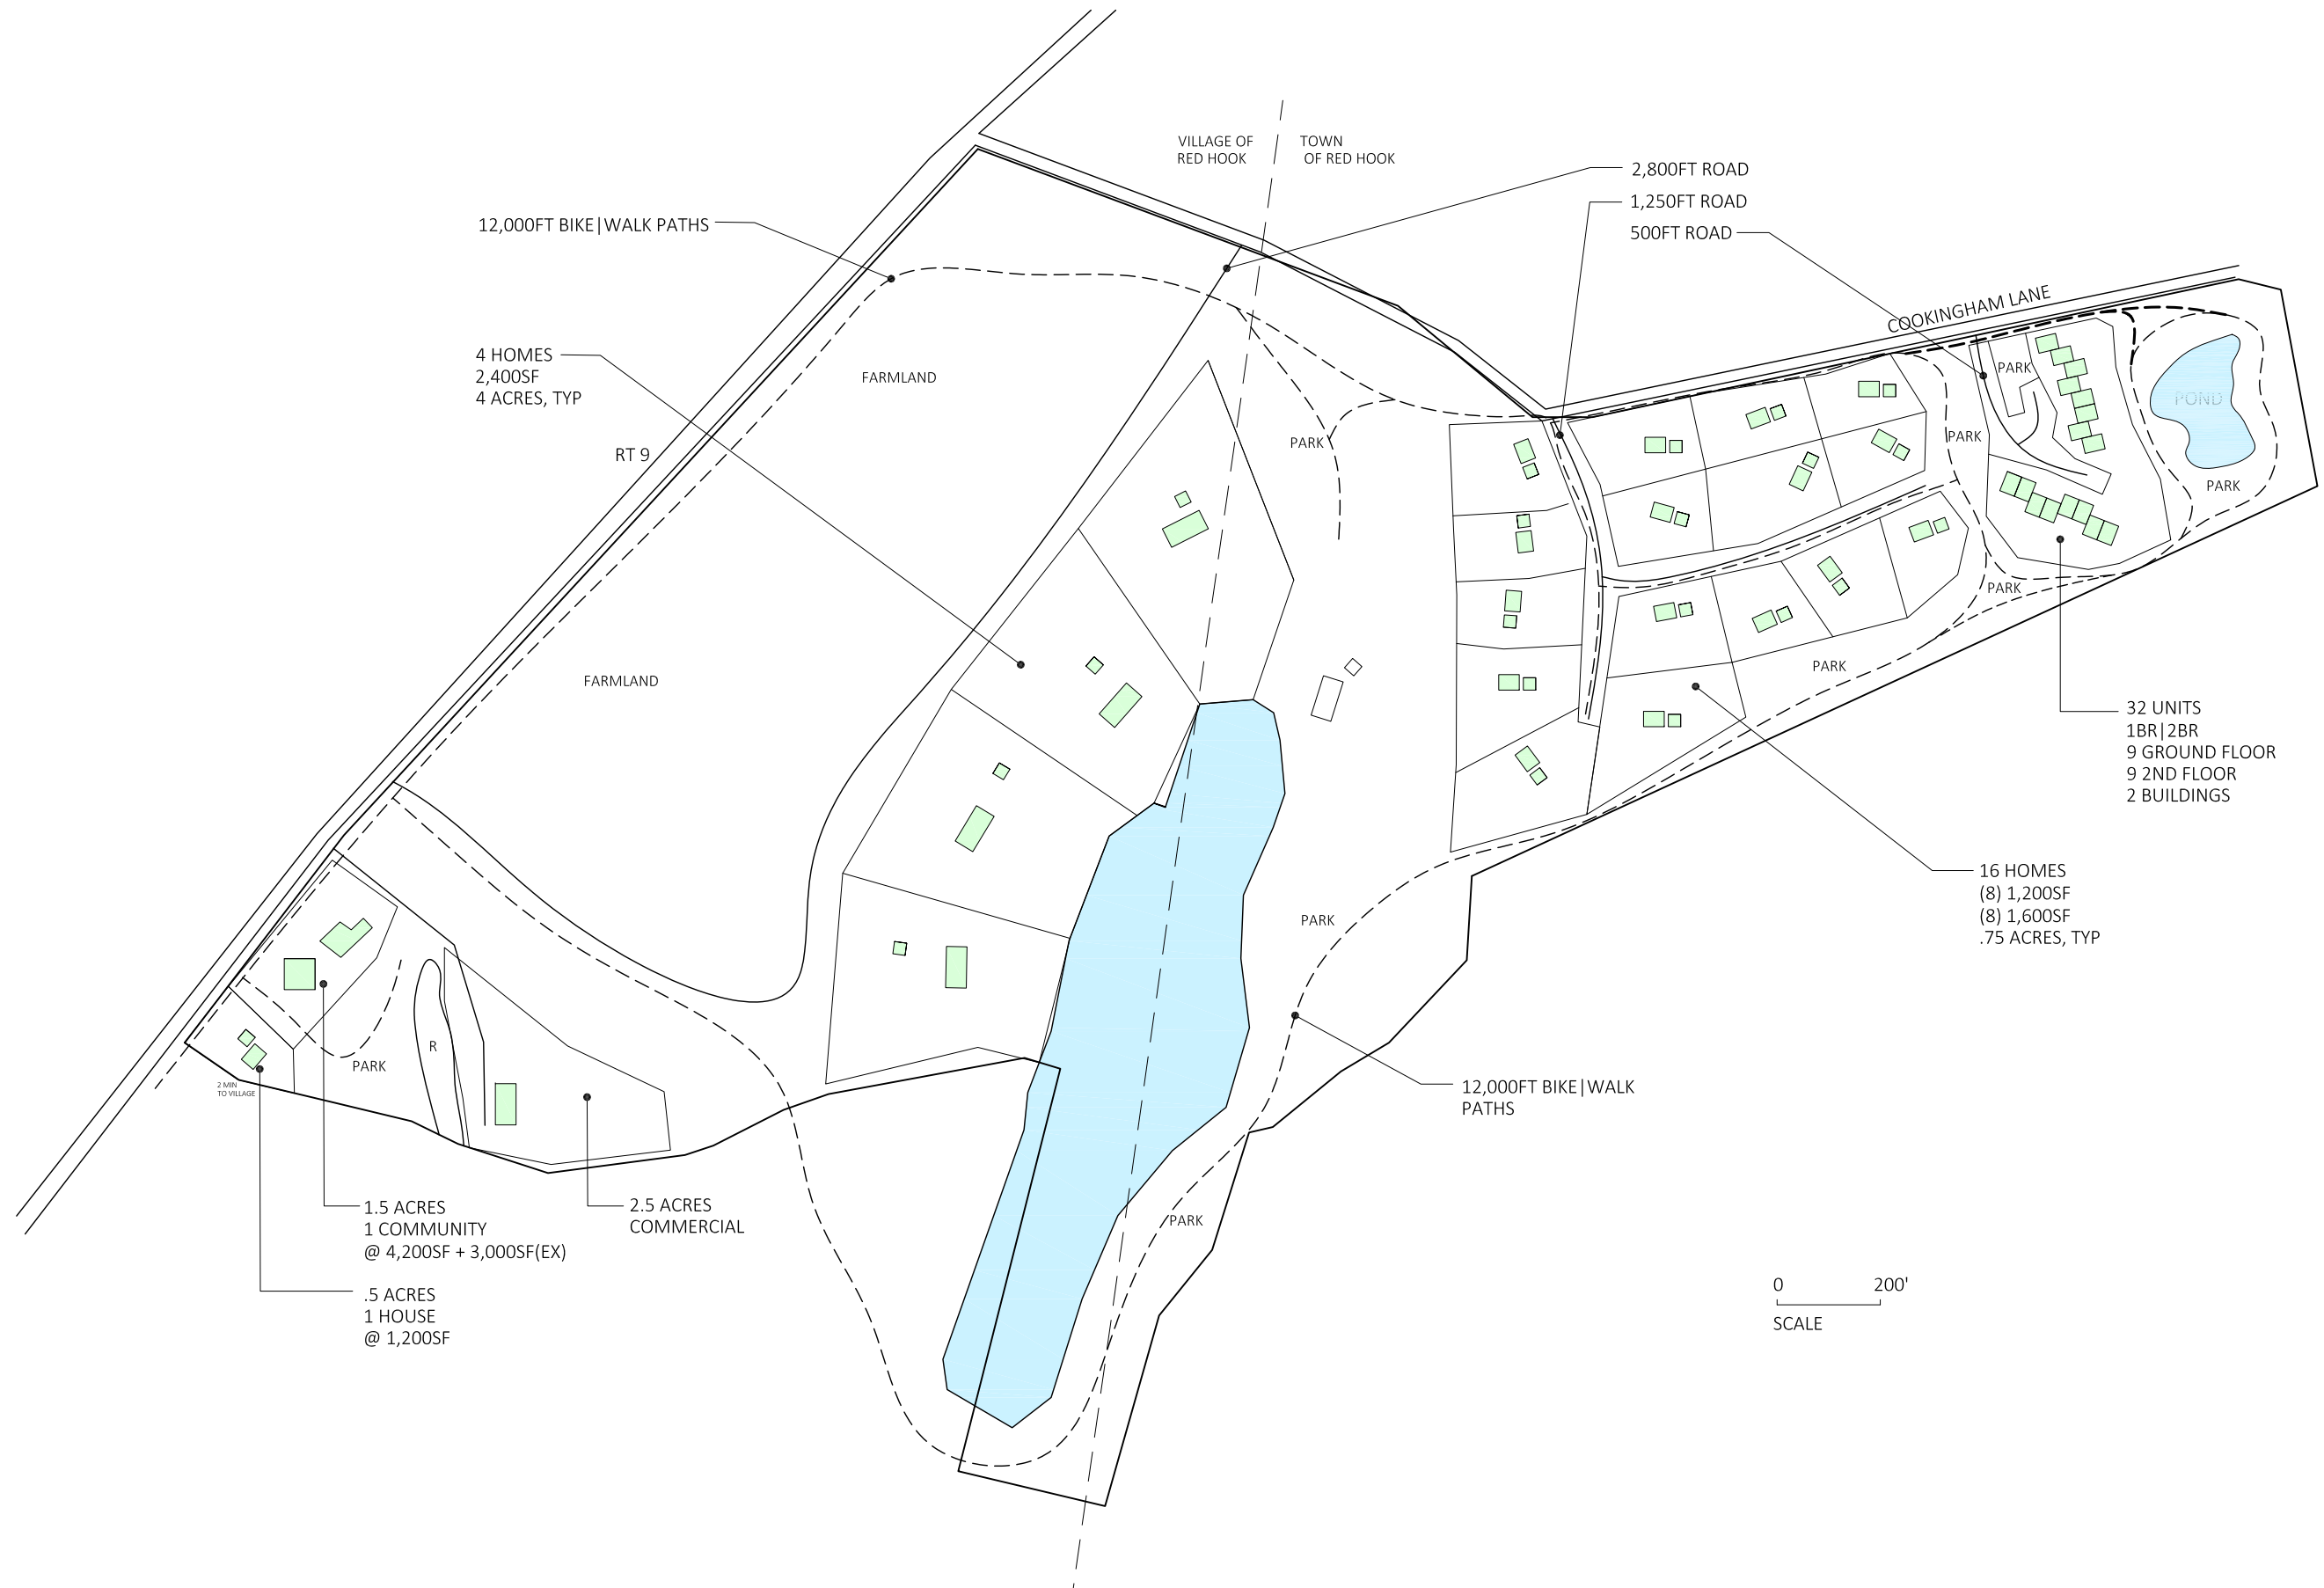 VILLAGE OF
RED HOOK
TOWN
OF RED HOOK
2,800FT ROAD
1,250FT ROAD
500FT ROAD
12,000FT BIKE|WALK PATHS
COOKINGHAM LANE
4 HOMES
2,400SF
4 ACRES, TYP
FARMLAND
PARK
POND
RT 9
PARK
PARK
PARK
PARK
FARMLAND
PARK
32 UNITS
1BR|2BR
9 GROUND FLOOR
9 2ND FLOOR
2 BUILDINGS
16 HOMES
(8) 1,200SF
(8) 1,600SF
.75 ACRES, TYP
PARK
R
PARK
2 MIN
TO VILLAGE
12,000FT BIKE|WALK
PATHS
1.5 ACRES
1 COMMUNITY
@ 4,200SF + 3,000SF(EX)
2.5 ACRES
COMMERCIAL
PARK
.5 ACRES
1 HOUSE
@ 1,200SF
0 200'
SCALE